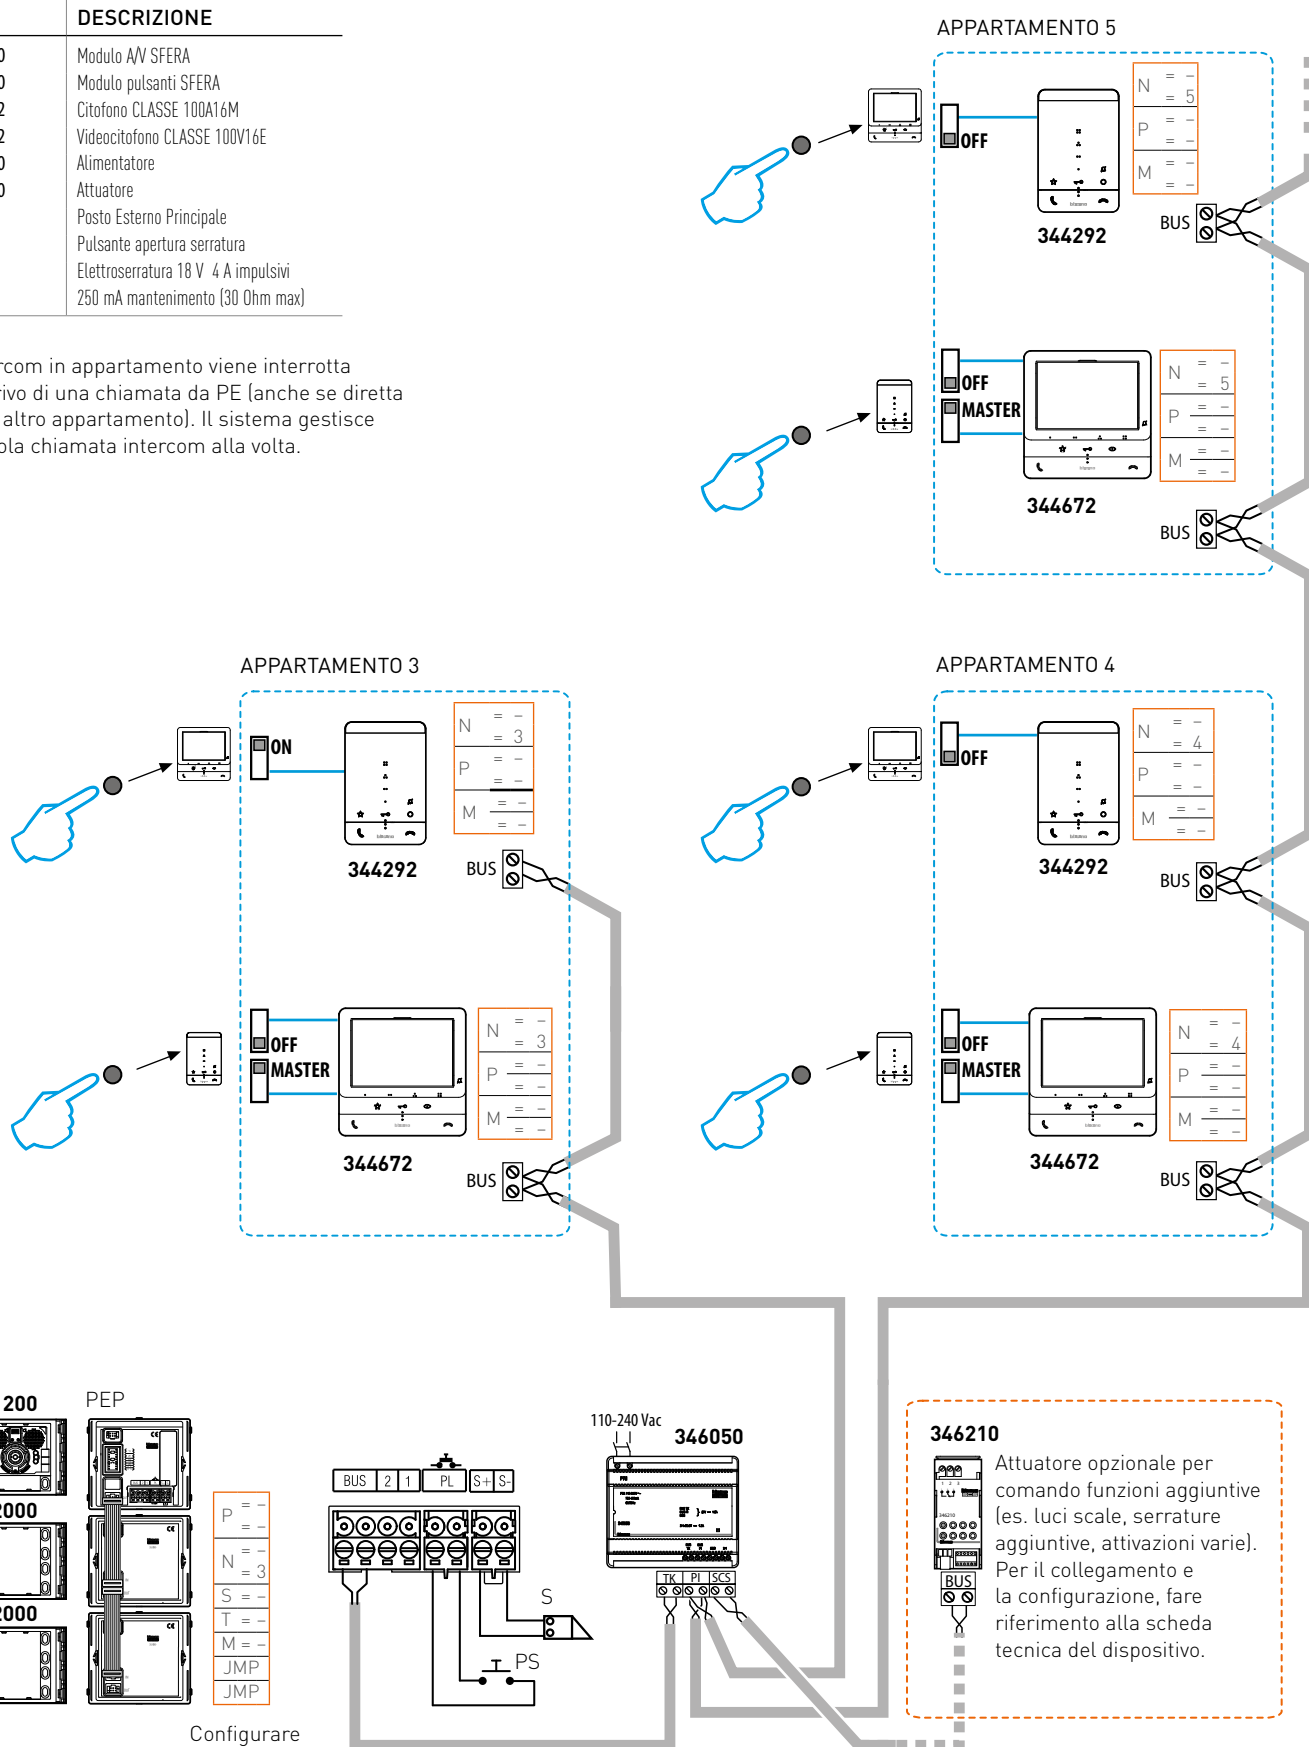 DESCRIZIONE
0 Modulo A/V SFERA
0 Modulo pulsanti SFERA
2 Citofono CLASSE 100A16M
2 Videocitofono CLASSE 100V16E
0 Alimentatore
0 Attuatore
Posto Esterno Principale
Pulsante apertura serratura
Elettroserratura 18 V 4 A impulsivi
250 mA mantenimento (30 Ohm max)
rcom in appartamento viene interrotta
rivo di una chiamata da PE (anche se diretta
altro appartamento). Il sistema gestisce
ola chiamata intercom alla volta.
APPARTAMENTO 5
OFF
N = –
= 5
P = –
= –
M = –
= –
BUS
344292
OFF
MASTER
N = –
= 5
P = –
= –
M = –
= –
344672
BUS
APPARTAMENTO 3
ON
N = –
= 3
P = –
= –
M = –
= –
344292
BUS
OFF
MASTER
N = –
= 3
P = –
= –
M = –
= –
344672
BUS
APPARTAMENTO 4
OFF
N = –
= 4
P = –
= –
M = –
= –
344292
BUS
OFF
MASTER
N = –
= 4
P = –
= –
M = –
= –
344672
BUS
200
PEP
2000
2000
P = –
= –
N = –
= 3
S = –
T = –
M = –
JMP
JMP
Configurare
BUS 2 1 PL S+ S-
S
PS
110-240 Vac
346050
TK PI SCS
346210
Attuatore opzionale per
comando funzioni aggiuntive
(es. luci scale, serrature
aggiuntive, attivazioni varie).
Per il collegamento e
la configurazione, fare
riferimento alla scheda
tecnica del dispositivo.
BUS